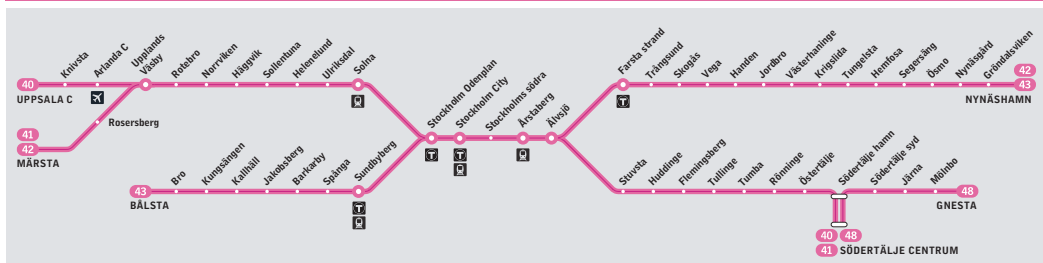 40
UPPSALA C
Knivsta
Arlanda C
Upplands
Väsby
Rotebro
Norrviken
Häggvik
Sollentuna
Helenelund
Ulriksdal
Solna
41
42
MÄRSTA
Rosersberg
43
BÅLSTA
Bro
Kungsängen
Kallhäll
Jakobsberg
Barkarby
Spånga
Sundbyberg
T
Stockholm Odenplan
T
Stockholm City
T
Stockholms södra
Årstaberg
Älvsjö
Farsta strand
T
Trångsund
Skogås
Vega
Handen
Jordbro
Västerhaninge
Krigslida
Tungelsta
Hemfosa
Segersäng
Ösmo
Nynäsgård
Gröndalsviken
42
43
NYNÄSHAMN
Stuvsta
Huddinge
Flemingsberg
Tullinge
Tumba
Rönninge
Östertälje
Södertälje hamn
Södertälje syd
Järna
Mölnbo
48
GNESTA
40 48
41 SÖDERTÄLJE CENTRUM